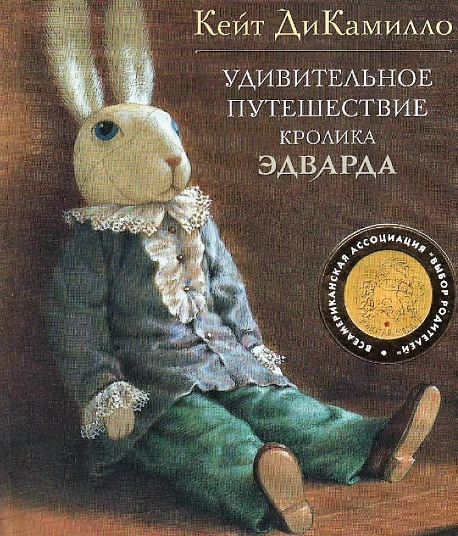 Кейт ДиКамилло
УДИВИТЕЛЬНОЕ
ПУТЕШЕСТВИЕ
КРОЛИКА
ЭДВАРДА
ВСЕАМЕРИКАНСКАЯ АССОЦИАЦИЯ "ВЫБОР РОДИТЕЛЕЙ"